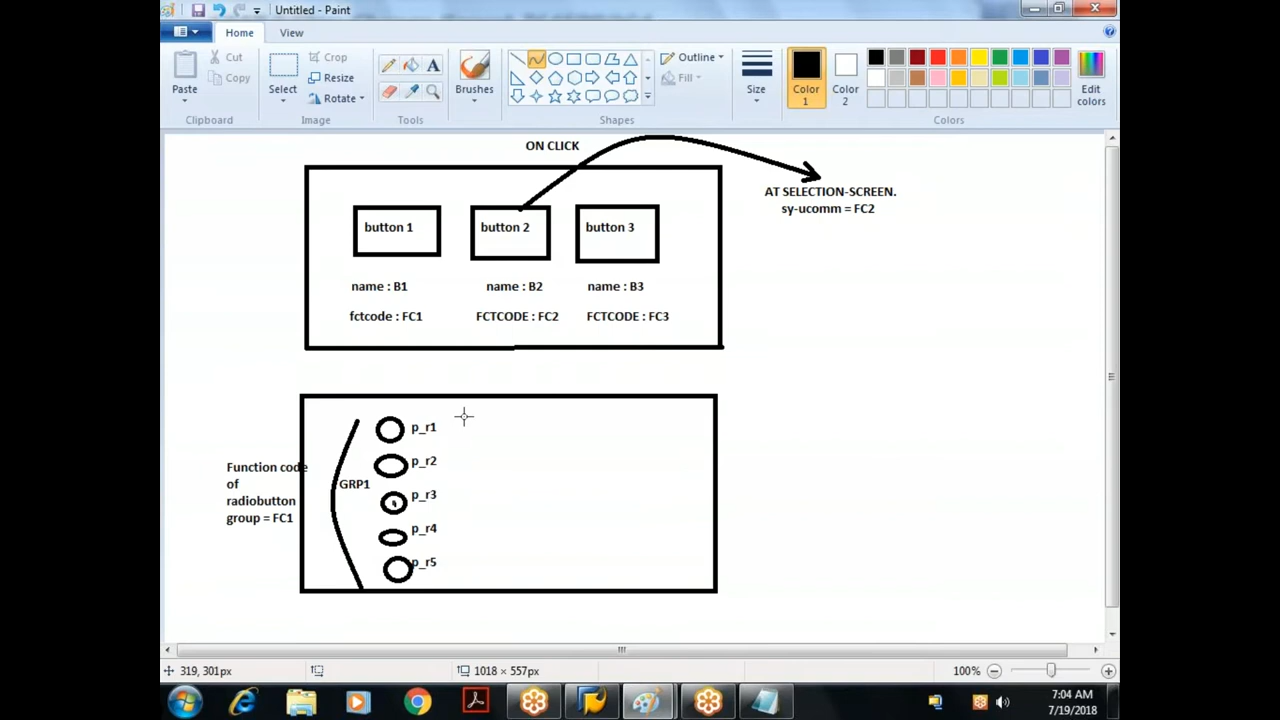 Untitled - Paint
Home
View
Paste
Cut
Copy
Clipboard
Select
Crop
Resize
Rotate
Image
A
Tools
Brushes
Outline
Fill
Shapes
Size
Color
1
Color
2
Edit
colors
Colors
ON CLICK
AT SELECTION-SCREEN.
sy-ucomm = FC2
button 1
button 2
button 3
name : B1
name : B2
name : B3
fctcode : FC1
FCTCODE : FC2
FCTCODE : FC3
p_r1
p_r2
Function code
of
radiobutton
group = FC1
GRP1
p_r3
p_r4
p_r5
319, 301px
1018 × 557px
100%
7:04 AM
7/19/2018